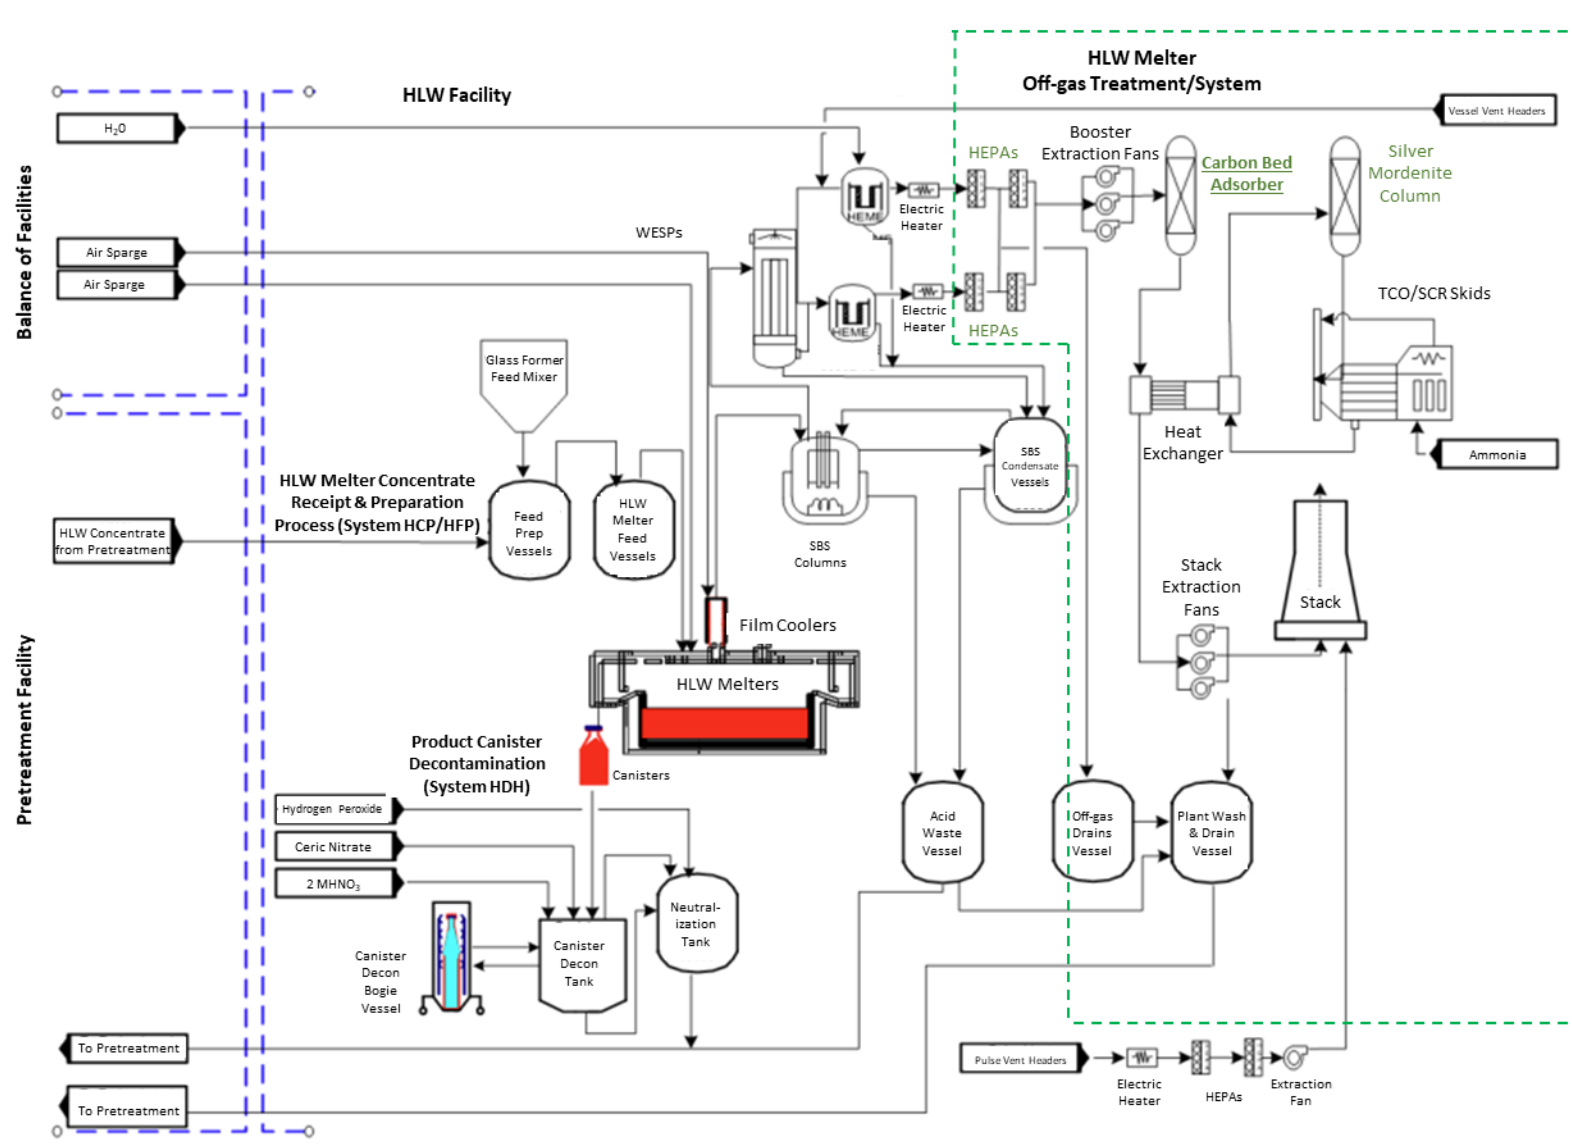 HLW Melter
Off-gas Treatment/System
HLW Facility
Vessel Vent Headers
H2O
Booster
Extraction Fans
HEPAs
Carbon Bed
Adsorber
Silver
Mordenite
Column
Balance of Facilities
HEME
Electric
Heater
WESPs
Air Sparge
Air Sparge
HEME
Electric
Heater
HEPAs
TCO/SCR Skids
Glass Former
Feed Mixer
Heat
Exchanger
Ammonia
HLW Melter Concentrate
Receipt & Preparation
Process (System HCP/HFP)
SBS
Condensate
Vessels
Feed
Prep
Vessels
HLW
Melter
Feed
Vessels
HLW Concentrate
from Pretreatment
SBS
Columns
Stack
Extraction
Fans
Stack
Film Coolers
HLW Melters
Pretreatment Facility
Product Canister
Decontamination
(System HDH)
Canisters
Hydrogen Peroxide
Ceric Nitrate
2 MHNO3
Acid
Waste
Vessel
Off-gas
Drains
Vessel
Plant Wash
& Drain
Vessel
Neutral-
ization
Tank
Canister
Decon
Tank
Canister
Decon
Bogie
Vessel
To Pretreatment
Pulse Vent Headers
Electric
Heater
HEPAs
Extraction
Fan
To Pretreatment